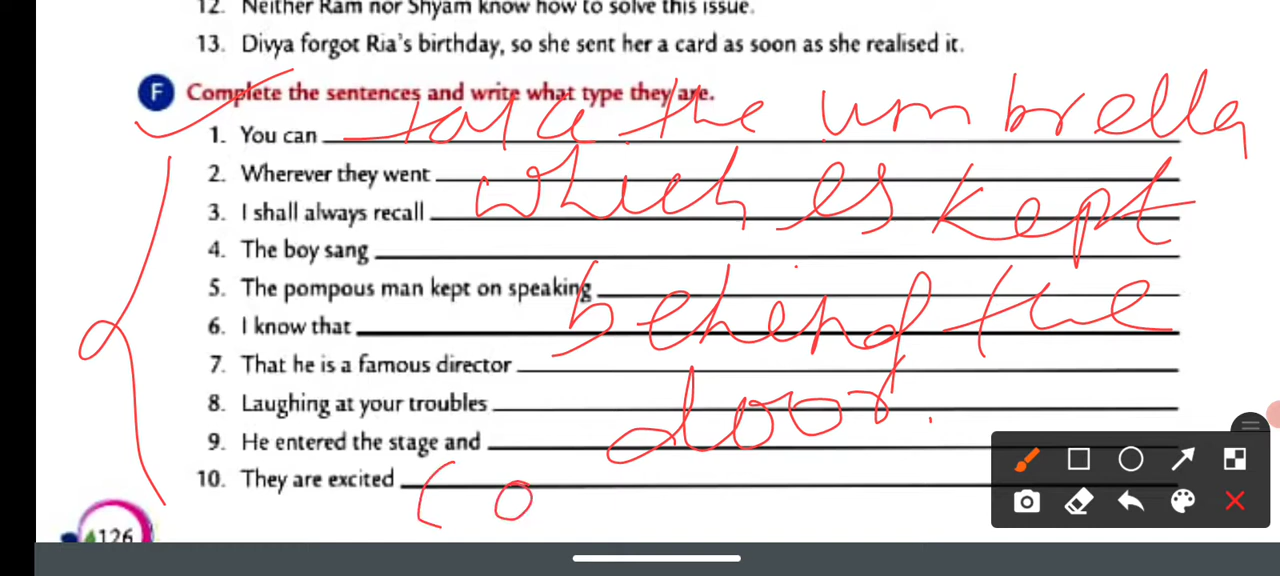 12. Neither Ram nor Shyam know how to solve this issue.
13. Divya forgot Ria's birthday, so she sent her a card as soon as she realised it.
F Complete the sentences and write what type they are.
1. You can take the umbrella
2. Wherever they went
which is kept
3. I shall always recall
4. The boy sang
5. The pompous man kept on speaking
behind the
6. I know that
7. That he is a famous director
8. Laughing at your troubles
door.
9. He entered the stage and
10. They are excited (o
126